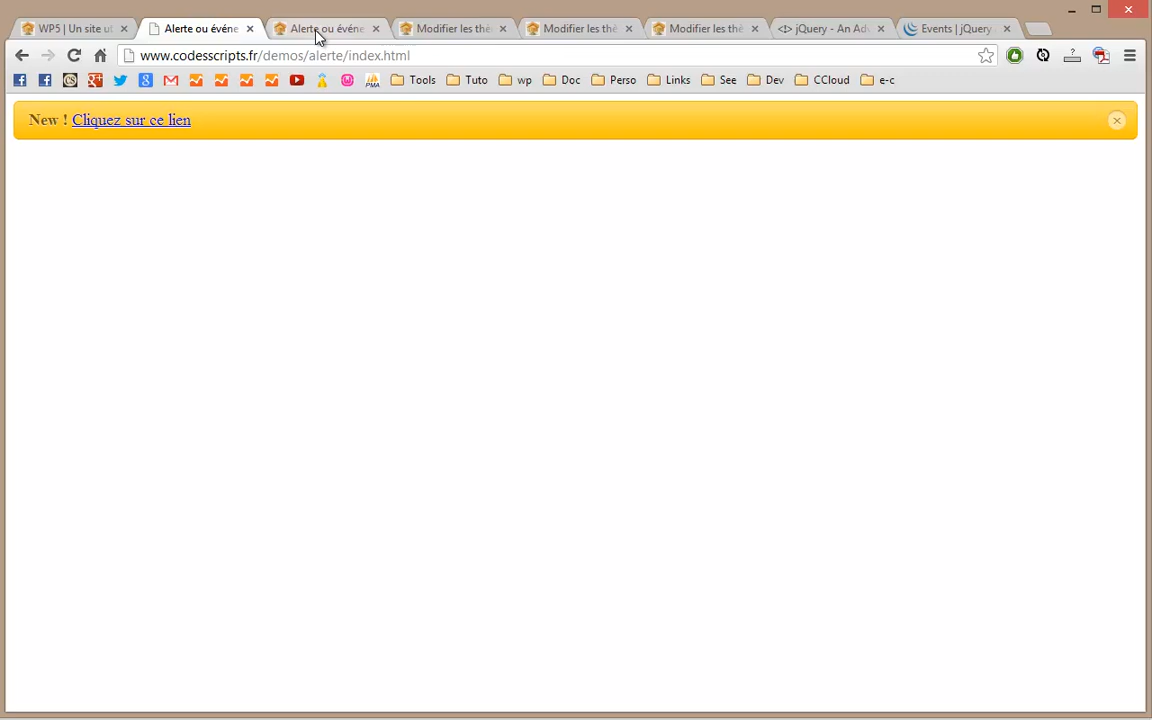 WP5 | Un site ul
Alerte ou événe
Alerte ou événe
Modifier les thè
Modifier les thè
Modifier les thè
<> jQuery - An Ad
Events | jQuery
www.codesscripts.fr/demos/alerte/index.html
Tools
Tuto
wp
Doc
Perso
Links
See
Dev
CCloud
e-c
New ! Cliquez sur ce lien